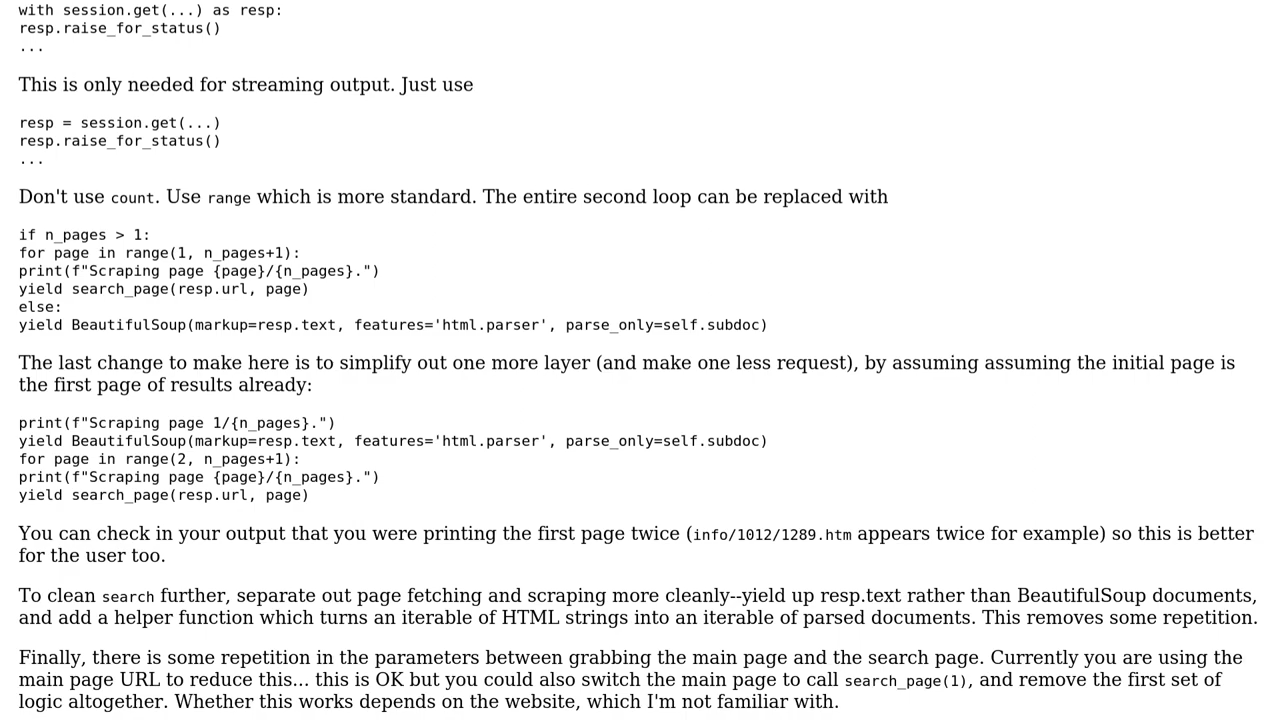 with session.get(...) as resp:
resp.raise_for_status()
...
This is only needed for streaming output. Just use
resp = session.get(...)
resp.raise_for_status()
...
Don't use count. Use range which is more standard. The entire second loop can be replaced with
if n_pages > 1:
for page in range(1, n_pages+1):
print(f"Scraping page {page}/{n_pages}.")
yield search_page(resp.url, page)
else:
yield BeautifulSoup(markup=resp.text, features='html.parser', parse_only=self.subdoc)
The last change to make here is to simplify out one more layer (and make one less request), by assuming assuming the initial page is
the first page of results already:
print(f"Scraping page 1/{n_pages}.")
yield BeautifulSoup(markup=resp.text, features='html.parser', parse_only=self.subdoc)
for page in range(2, n_pages+1):
print(f"Scraping page {page}/{n_pages}.")
yield search_page(resp.url, page)
You can check in your output that you were printing the first page twice (info/1012/1289.htm appears twice for example) so this is better
for the user too.
To clean search further, separate out page fetching and scraping more cleanly--yield up resp.text rather than BeautifulSoup documents,
and add a helper function which turns an iterable of HTML strings into an iterable of parsed documents. This removes some repetition.
Finally, there is some repetition in the parameters between grabbing the main page and the search page. Currently you are using the
main page URL to reduce this... this is OK but you could also switch the main page to call search_page(1), and remove the first set of
logic altogether. Whether this works depends on the website, which I'm not familiar with.